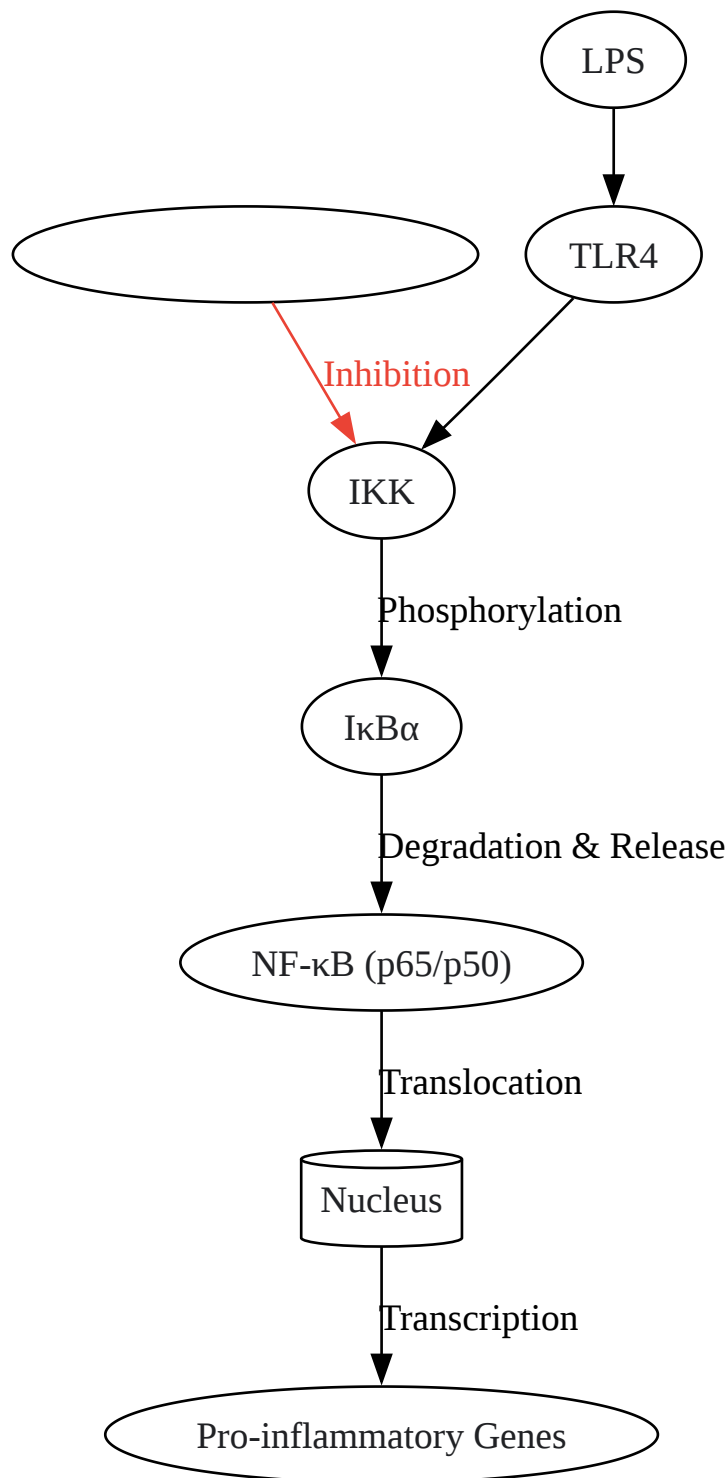 LPS
TLR4
Inhibition
IKK
Phosphorylation
IκBα
Degradation & Release
NF-κB (p65/p50)
Translocation
Nucleus
Transcription
Pro-inflammatory Genes